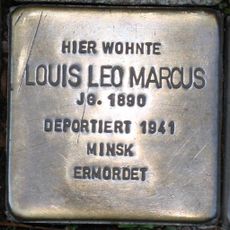 HIER WOHNTE
LOUIS LEO MARCUS
JG. 1890
DEPORTIERT 1941
MINSK
ERMORDET